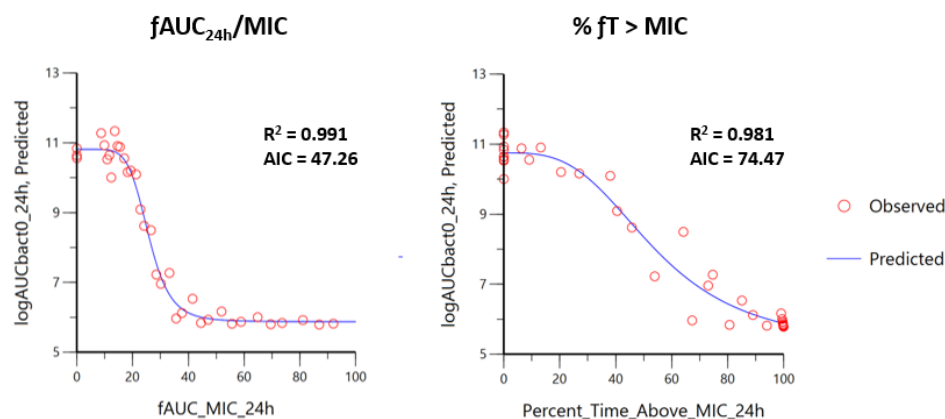 fAUC24h/MIC
% fT > MIC
13
11
9
7
5
logAUCbact0_24h, Predicted
R² = 0.991
AIC = 47.26
0 20 40 60 80 100
fAUC_MIC_24h
13
11
9
7
5
logAUCbact0_24h, Predicted
R² = 0.981
AIC = 74.47
0 20 40 60 80 100
Percent_Time_Above_MIC_24h
Observed
Predicted